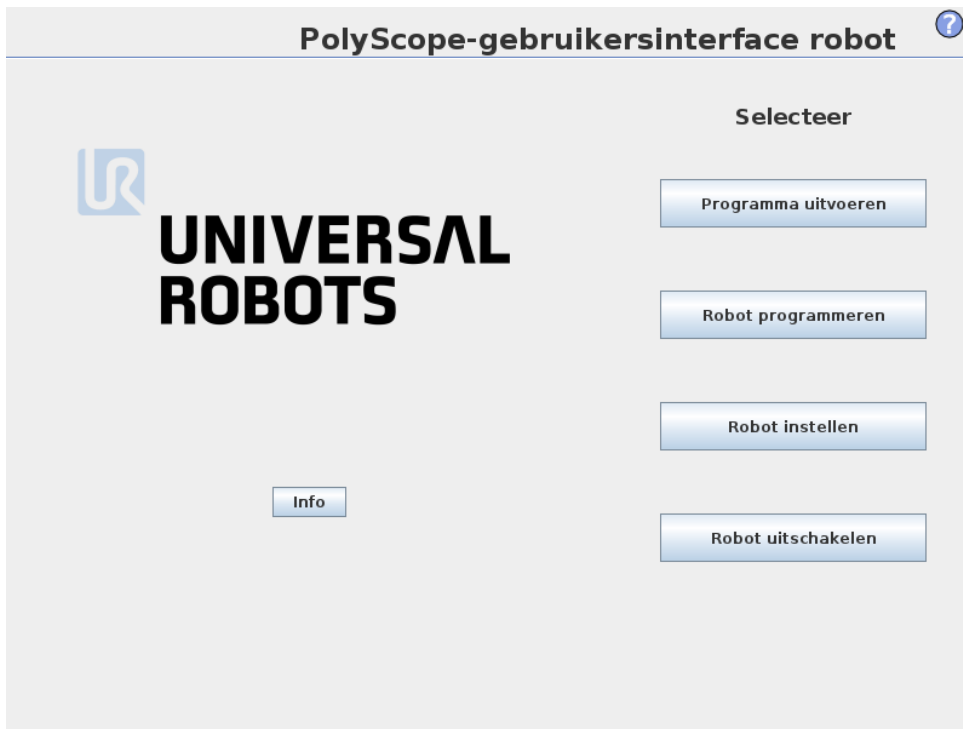 PolyScope-gebruikersinterface robot
?
Selecteer
UR
UNIVERSAL
ROBOTS
Programma uitvoeren
Robot programmeren
Robot instellen
Info
Robot uitschakelen